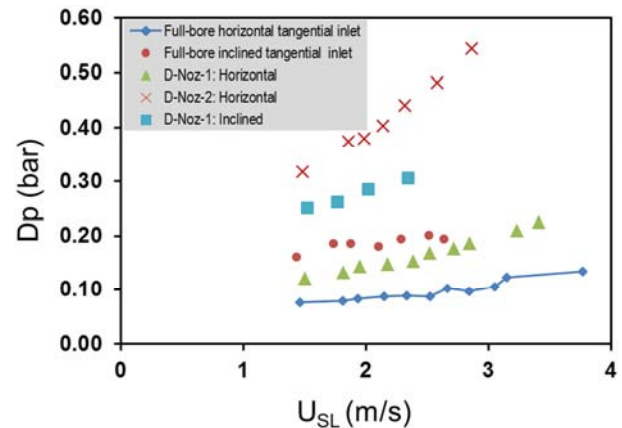 0.60
0.50
0.40
0.30
0.20
0.10
0.00
Dp (bar)
Full-bore horizontal tangential inlet
Full-bore inclined tangential inlet
D-Noz-1: Horizontal
D-Noz-2: Horizontal
D-Noz-1: Inclined
0 1 2 3 4
USL (m/s)